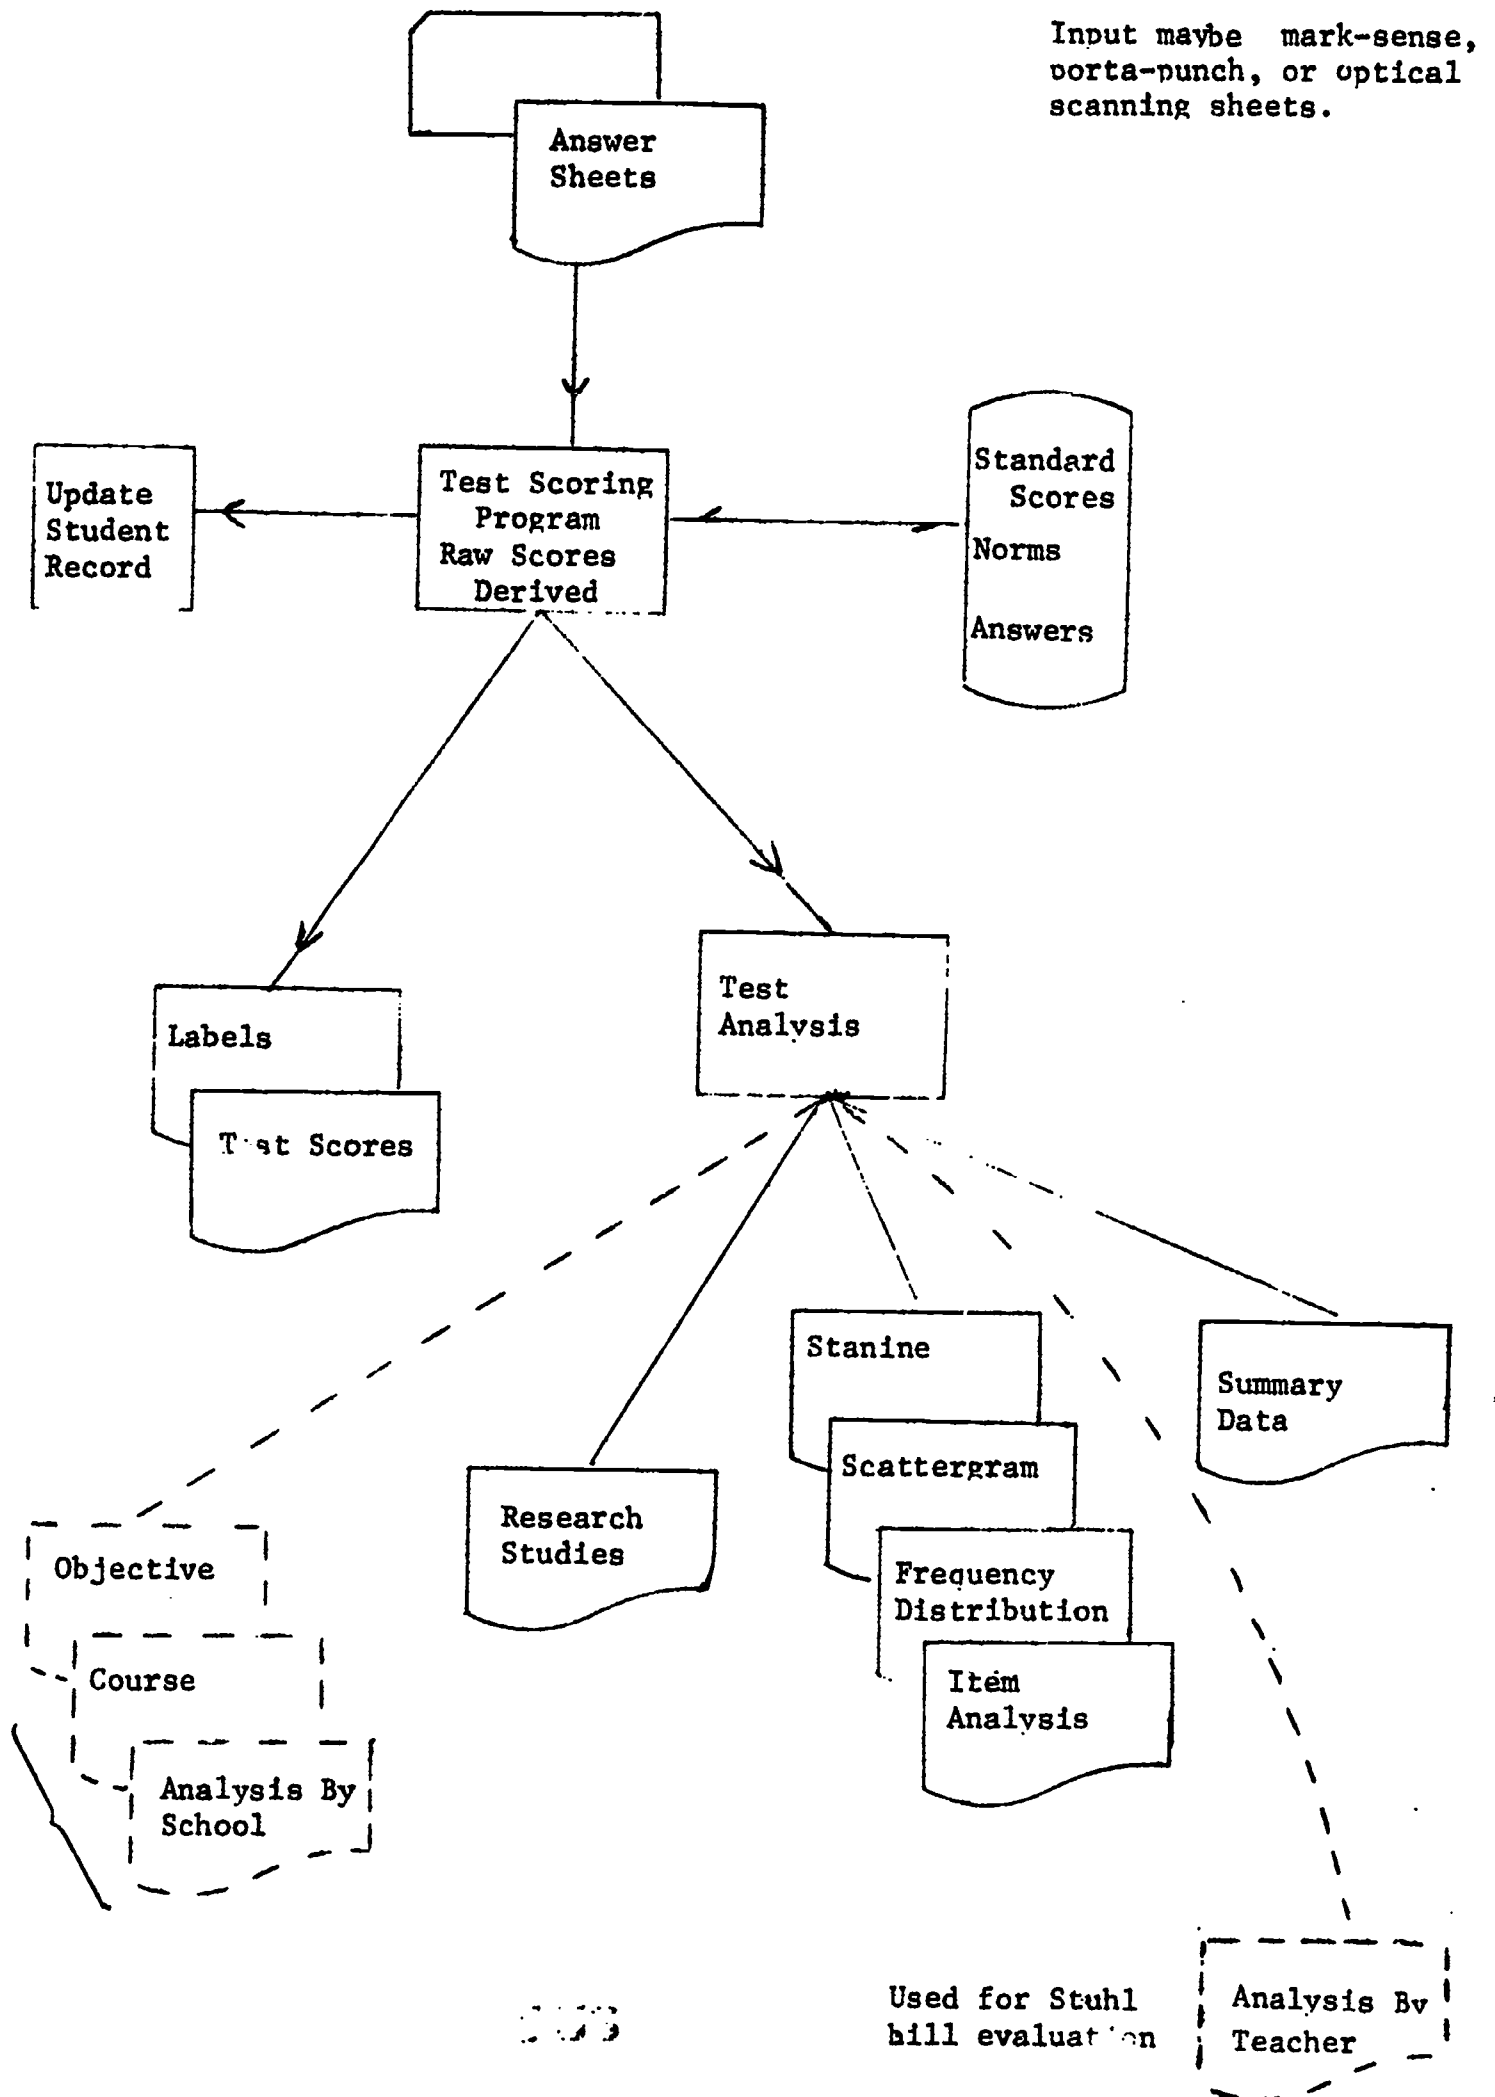 Input maybe mark-sense,
porta-punch, or optical
scanning sheets.
Answer
Sheets
Update
Student
Record
Test Scoring
Program
Raw Scores
Derived
Standard
Scores
Norms
Answers
Labels
Test Scores
Test
Analysis
Stanine
Scattergram
Frequency
Distribution
Item
Analysis
Summary
Data
Research
Studies
Objective
Course
Analysis By
School
Used for Stuhl
bill evaluation
Analysis By
Teacher